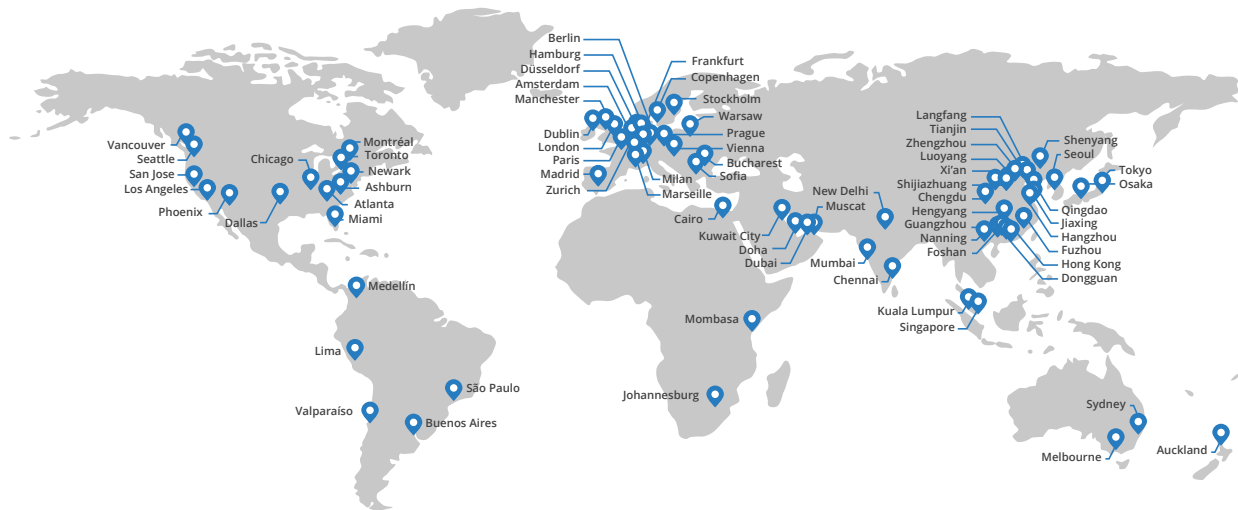 Vancouver
Seattle
San Jose
Los Angeles
Phoenix
Dallas
Chicago
Montréal
Toronto
Newark
Ashburn
Atlanta
Miami
Medellín
Lima
São Paulo
Valparaíso
Buenos Aires
Berlin
Hamburg
Düsseldorf
Amsterdam
Manchester
Dublin
London
Paris
Madrid
Zurich
Frankfurt
Copenhagen
Stockholm
Warsaw
Prague
Vienna
Bucharest
Sofia
Milan
Marseille
Cairo
Kuwait City
Doha
Dubai
New Delhi
Muscat
Mumbai
Chennai
Mombasa
Johannesburg
Langfang
Tianjin
Zhengzhou
Luoyang
Xi'an
Shijiazhuang
Chengdu
Hengyang
Guangzhou
Nanning
Foshan
Shenyang
Seoul
Tokyo
Osaka
Qingdao
Jiaxing
Hangzhou
Fuzhou
Hong Kong
Dongguan
Kuala Lumpur
Singapore
Sydney
Melbourne
Auckland